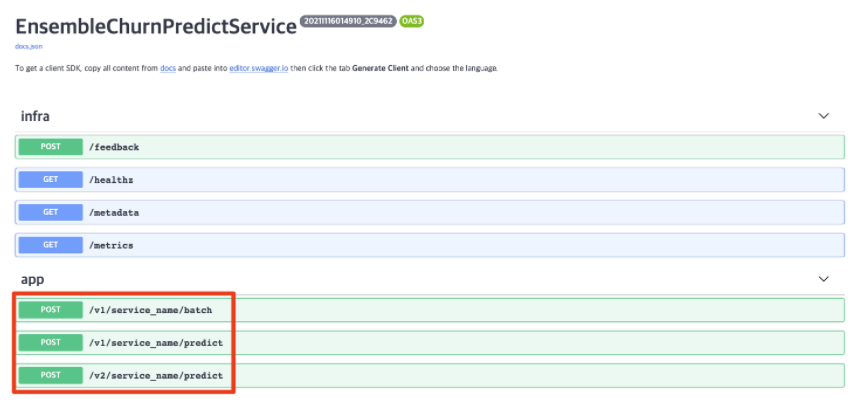 EnsembleChurnPredictService 20211116014910_2C9462 OAS3
docs.json
To get a client SDK, copy all content from docs and paste into editor.swagger.io then click the tab Generate Client and choose the language.
infra
POST /feedback
GET /healthz
GET /metadata
GET /metrics
app
POST /v1/service_name/batch
POST /v1/service_name/predict
POST /v2/service_name/predict